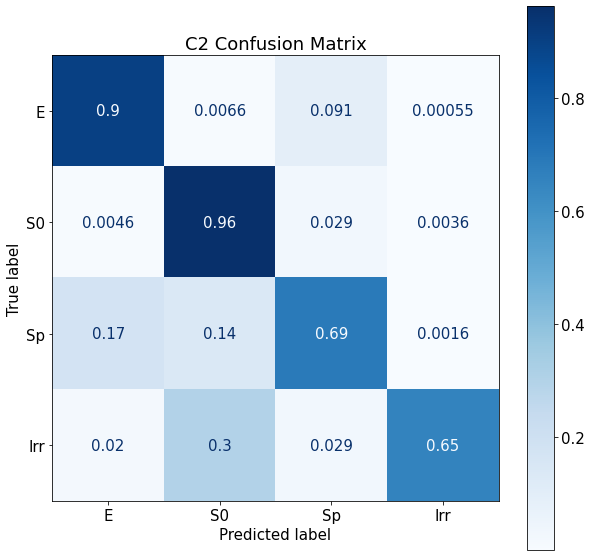 C2 Confusion Matrix
E 0.9 0.0066 0.091 0.00055
S0 0.0046 0.96 0.029 0.0036
Sp 0.17 0.14 0.69 0.0016
Irr 0.02 0.3 0.029 0.65
E S0 Sp Irr
True label
Predicted label
0.8
0.6
0.4
0.2